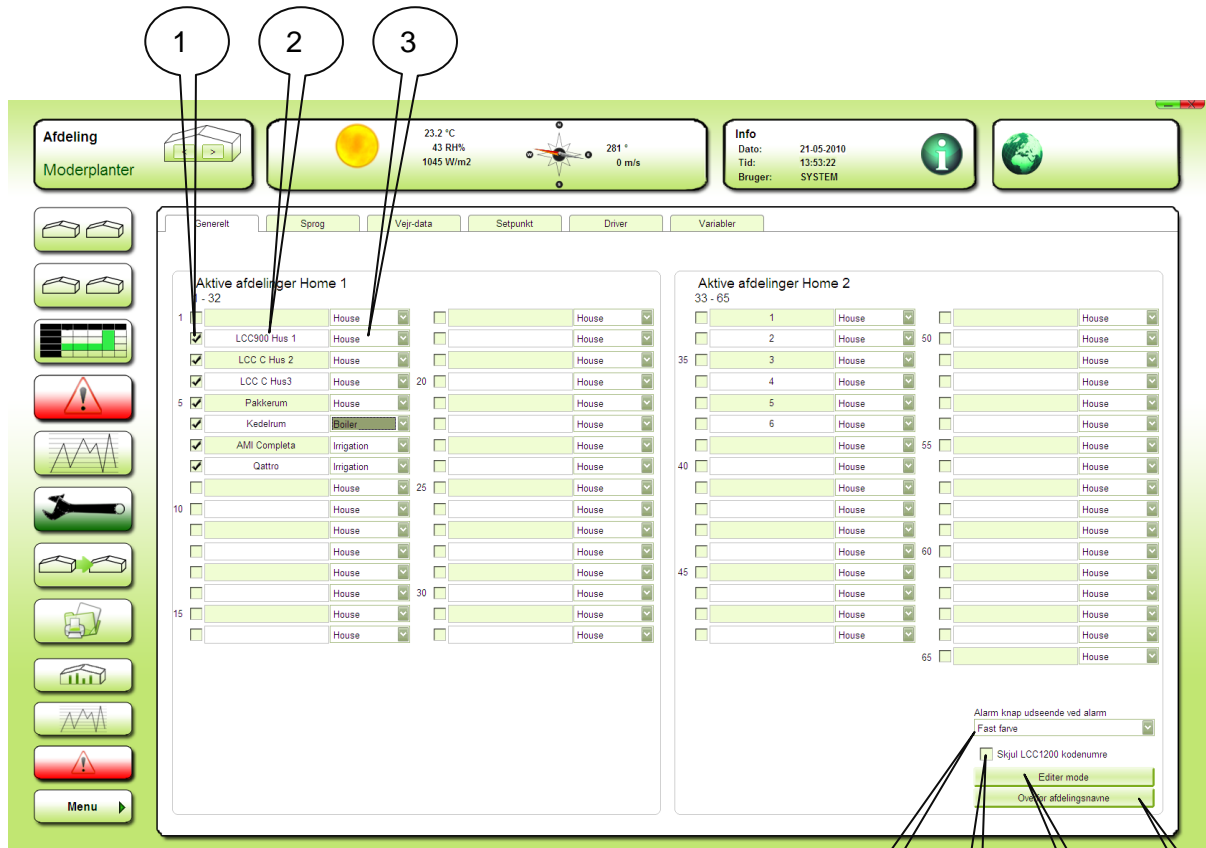 1 2 3
Afdeling
Moderplanter
< >
23.2 °C
43 RH%
1045 W/m2
281 °
0 m/s
Info
Dato: 21-05-2010
Tid: 13:53:22
Bruger: SYSTEM
Generelt Sprog Vejr-data Setpunkt Driver Variabler
Aktive afdelinger Home 1
- 32
Aktive afdelinger Home 2
33 - 65
1 House House 1 House House
LCC900 Hus 1 House House 2 House 50 House
LCC C Hus 2 House House 35 3 House House
LCC C Hus3 House 20 House 4 House House
5 Pakkerum House House 5 House House
Kedelrum Boiler House 6 House House
AMI Completa Irrigation House House 55 House
Qattro Irrigation House 40 House House
House 25 House House House
10 House House House House
House House House House
House House House 60 House
House House 45 House House
House 30 House House House
15 House House House House
House House House House
65 House
Alarm knap udseende ved alarm
Fast farve
Skjul LCC1200 kodenumre
Editer mode
afdelingsnavne
Menu